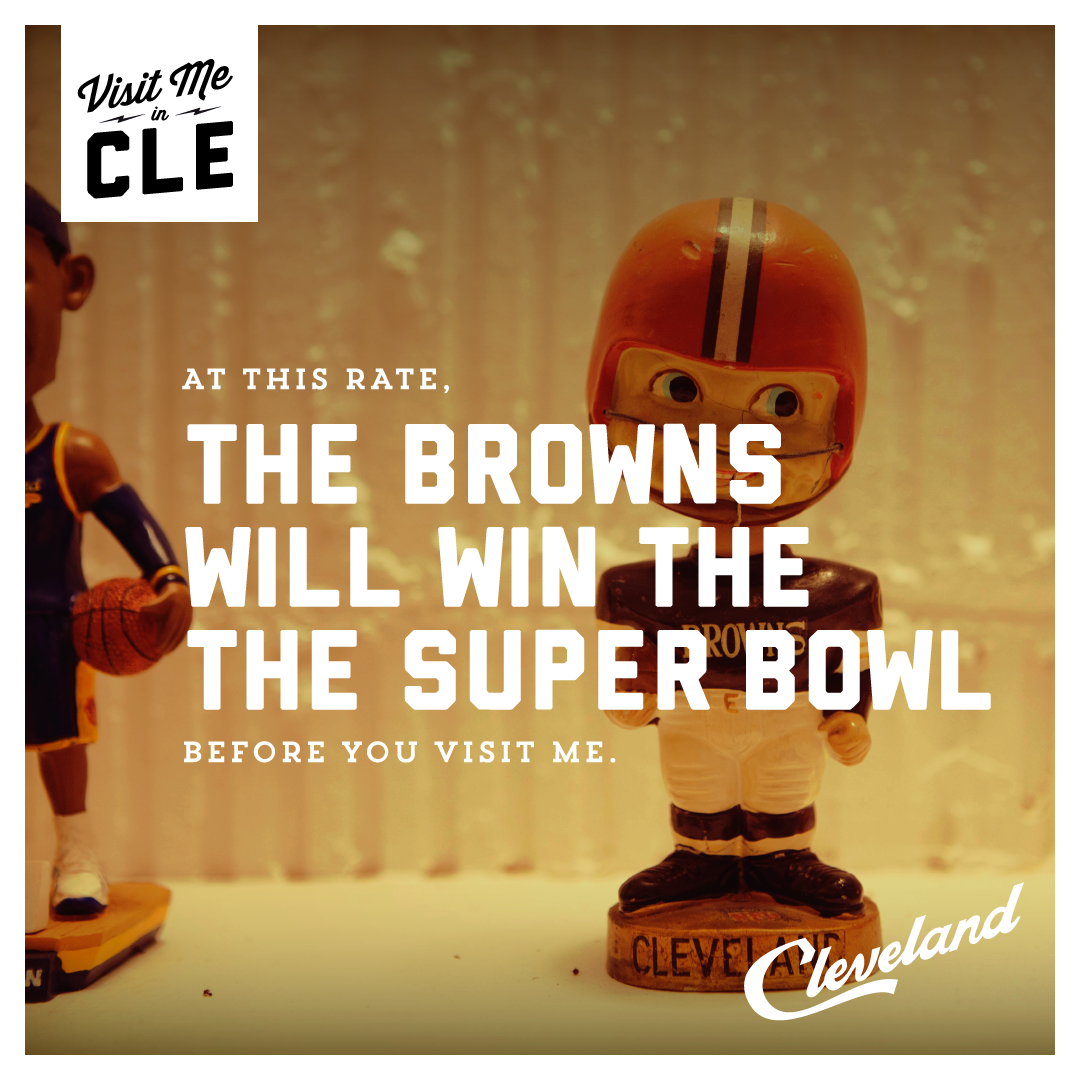 Visit Me
in
CLE
AT THIS RATE,
THE BROWNS
WILL WIN THE
THE SUPER BOWL
BEFORE YOU VISIT ME.
BROWNS
CLEVELAND
Cleveland
N